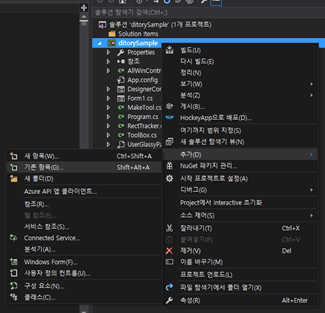 솔루션 탐색기 검색(Ctrl+;)
솔루션 'ditorySample' (1개 프로젝트)
Solution Items
ditorySample
Properties
참조
AllWinContr
App.config
DesignerCor
Form1.cs
MakeTool.cs
Program.cs
RectTracker.
ToolBox.cs
UserGlassyPa
빌드(U)
다시 빌드(E)
정리(N)
보기(W)
분석(Z)
게시(B)...
HockeyApp으로 배포(D)...
여기까지 범위 지정(S)
새 솔루션 탐색기 뷰(N)
추가(D)
NuGet 패키지 관리...
시작 프로젝트로 설정(A)
디버그(G)
Project에서 Interactive 초기화
소스 제어(S)
잘라내기(T) Ctrl+X
붙여넣기(P) Ctrl+V
제거(V) Del
이름 바꾸기(M)
프로젝트 언로드(L)
파일 탐색기에서 폴더 열기(X)
속성(R) Alt+Enter
새 항목(W)... Ctrl+Shift+A
기존 항목(G)... Shift+Alt+A
새 폴더(D)
Azure API 앱 클라이언트...
참조(R)...
웹 참조(E)...
서비스 참조(S)...
Connected Service...
분석기(A)...
Windows Form(F)...
사용자 정의 컨트롤(U)...
구성 요소(N)...
클래스(C)...